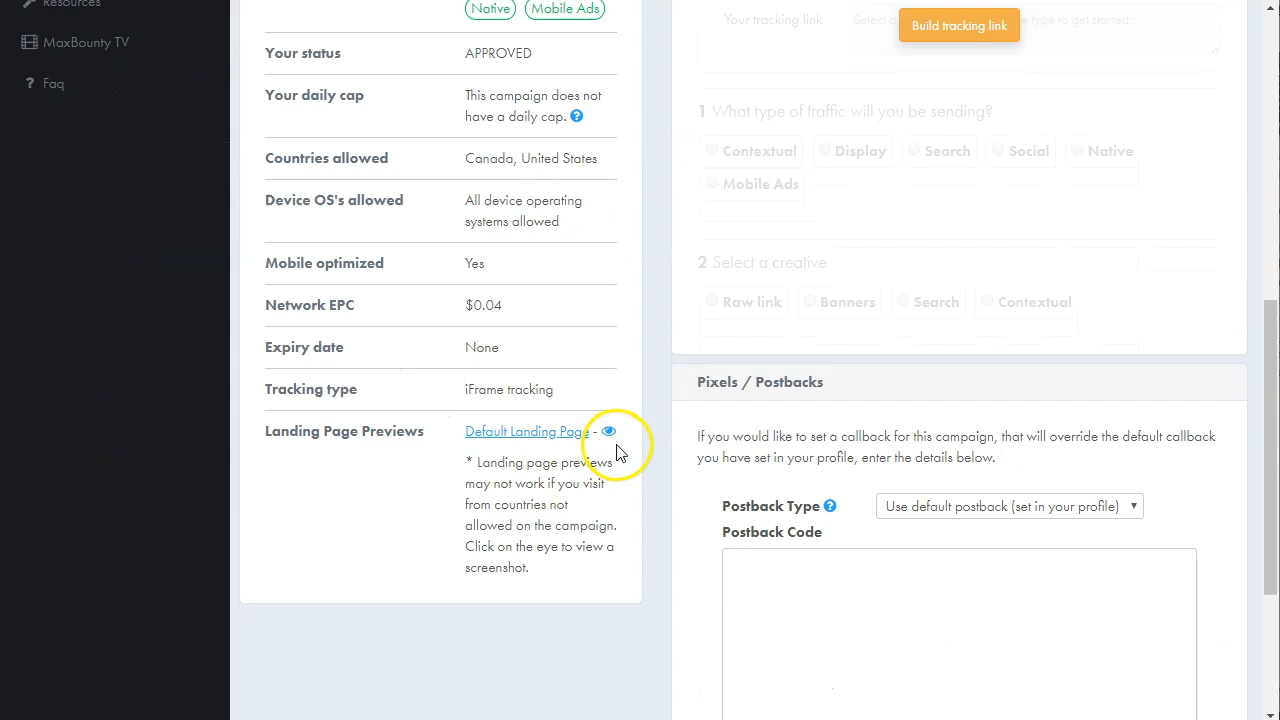 Resources
MaxBounty TV
Faq
Native Mobile Ads
Your status APPROVED
Your daily cap This campaign does not
have a daily cap.
Countries allowed Canada, United States
Device OS's allowed All device operating
systems allowed
Mobile optimized Yes
Network EPC $0.04
Expiry date None
Tracking type iFrame tracking
Landing Page Previews Default Landing Page -
* Landing page previews
may not work if you visit
from countries not
allowed on the campaign.
Click on the eye to view a
screenshot.
Your tracking link
Select a
type to get started...
Build tracking link
1 What type of traffic will you be sending?
Contextual Display Search Social Native
Mobile Ads
2 Select a creative
Raw link Banners Search Contextual
Pixels / Postbacks
If you would like to set a callback for this campaign, that will override the default callback
you have set in your profile, enter the details below.
Postback Type Use default postback (set in your profile)
Postback Code